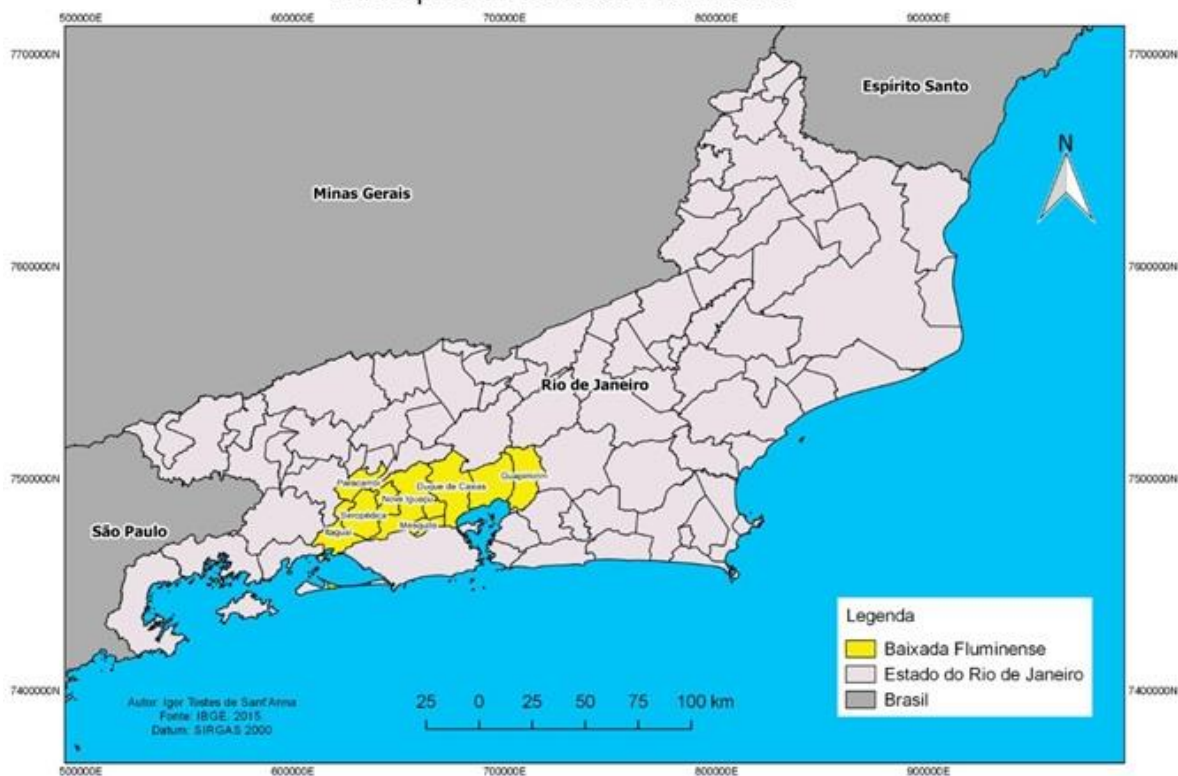 500000E 600000E 700000E 800000E 900000E
7700000N 7700000N
Espírito Santo
N
Minas Gerais
7600000N 7600000N
Rio de Janeiro
7500000N 7500000N
Guapimirim
Paracambi
Duque de Caxias
Nova Iguaçu
Seropédica
Mesquita
Itaguaí
São Paulo
Legenda
Baixada Fluminense
Estado do Rio de Janeiro
Brasil
7400000N 7400000N
Autor: Igor Tostes de Sant'Anna
Fonte: IBGE, 2015
Datum: SIRGAS 2000
25 0 25 50 75 100 km
500000E 600000E 700000E 800000E 900000E